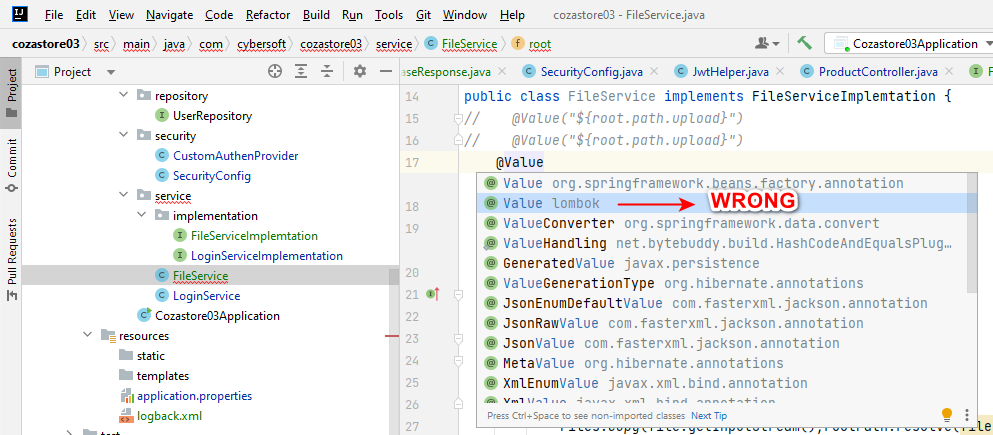 File Edit View Navigate Code Refactor Build Run Tools Git Window Help cozastore03 - FileService.java
cozastore03 src main java com cybersoft cozastore03 service FileService root Cozastore03Application
Project
Commit
Pull Requests
Project
repository
UserRepository
security
CustomAuthenProvider
SecurityConfig
service
implementation
FileServiceImplemtation
LoginServiceImplementation
FileService
LoginService
Cozastore03Application
resources
static
templates
application.properties
logback.xml
aseResponse.java SecurityConfig.java JwtHelper.java ProductController.java
14 public class FileService implements FileServiceImplemtation {
15 // @Value("${root.path.upload}")
16 // @Value("${root.path.upload}")
17 @Value
18
19
20
21
22
23
24
25
26
Value org.springframework.beans.factory.annotation
Value lombok WRONG
ValueConverter org.springframework.data.convert
ValueHandling net.bytebuddy.build.HashCodeAndEqualsPlug...
GeneratedValue javax.persistence
ValueGenerationType org.hibernate.annotations
JsonEnumDefaultValue com.fasterxml.jackson.annotation
JsonRawValue com.fasterxml.jackson.annotation
JsonValue com.fasterxml.jackson.annotation
MetaValue org.hibernate.annotations
XmlEnumValue javax.xml.bind.annotation
Press Ctrl+Space to see non-imported classes Next Tip